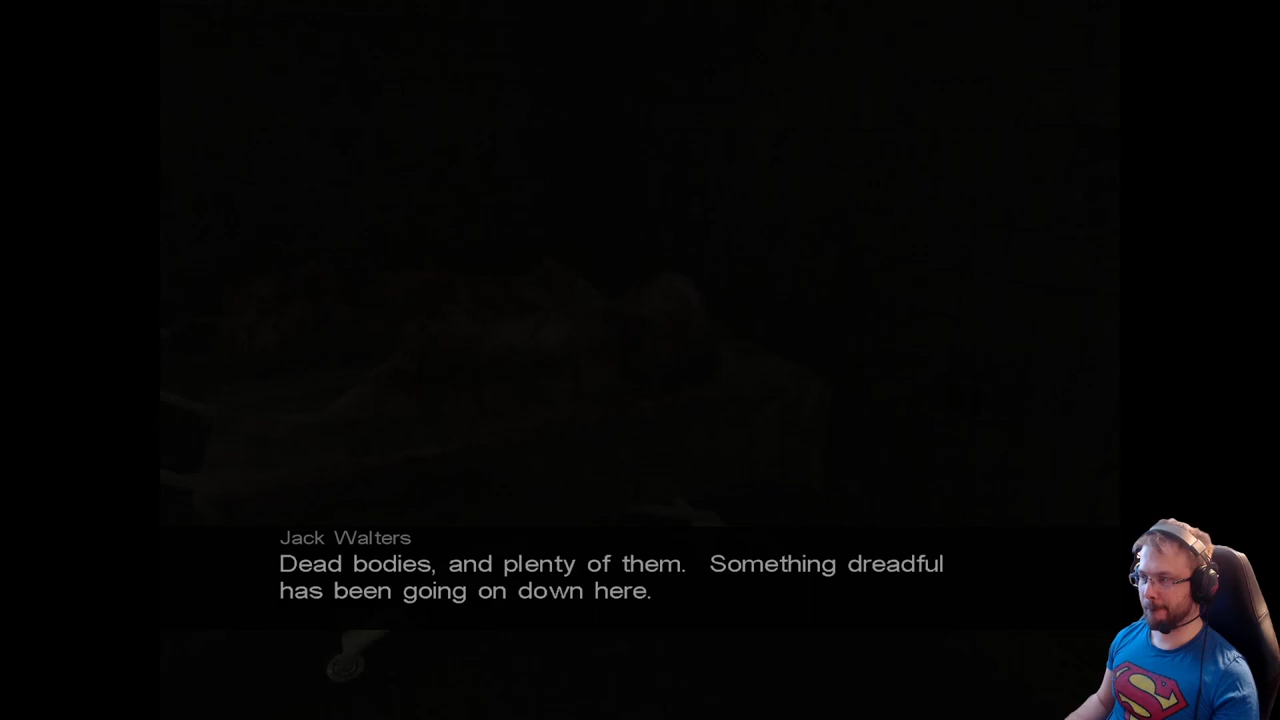 Jack Walters
Dead bodies, and plenty of them.  Something dreadful
has been going on down here.